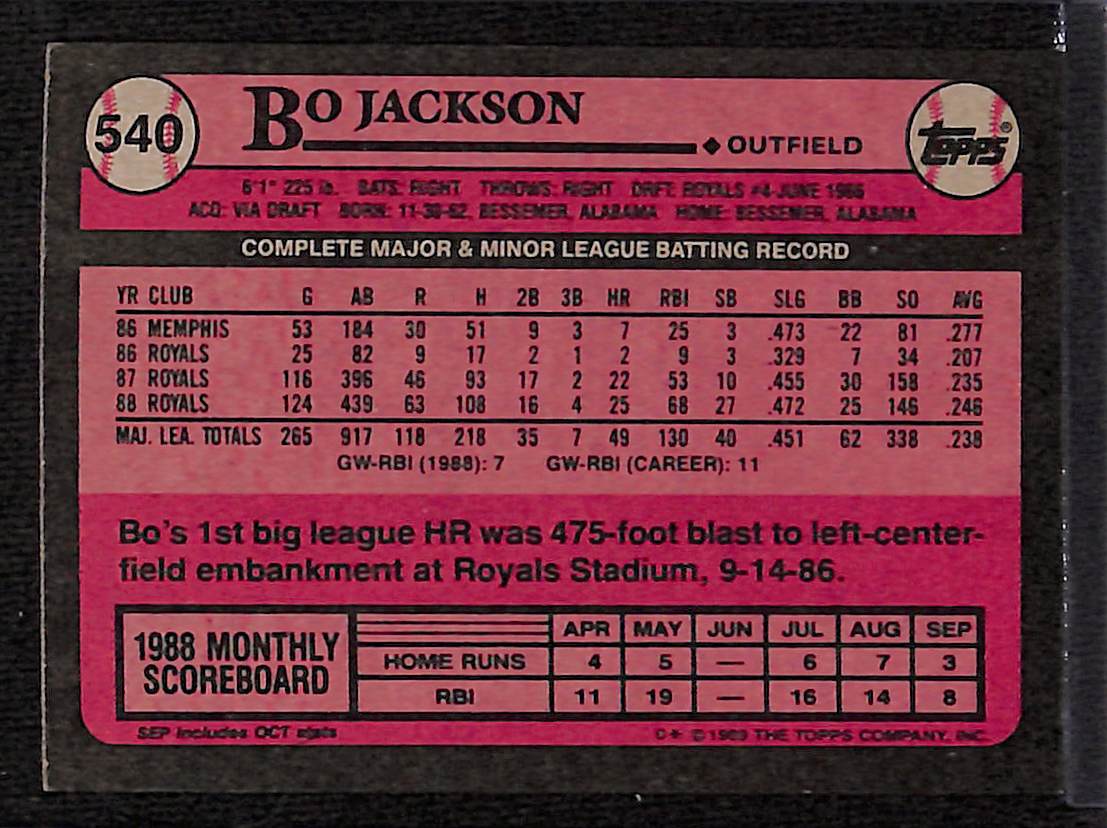 540
Bo Jackson
◆ OUTFIELD
TOPPS®
6'1" 225 lb. BATS: RIGHT THROWS: RIGHT DRFT: ROYALS #4-JUNE 1986
ACQ: VIA DRAFT BORN: 11-30-62, BESSEMER, ALABAMA HOME: BESSEMER, ALABAMA
COMPLETE MAJOR & MINOR LEAGUE BATTING RECORD
YR CLUB G AB R H 2B 3B HR RBI SB SLG BB SO AVG
86 MEMPHIS 53 184 30 51 9 3 7 25 3 .473 22 81 .277
86 ROYALS 25 82 9 17 2 1 2 9 3 .329 7 34 .207
87 ROYALS 116 396 46 93 17 2 22 53 10 .455 30 158 .235
88 ROYALS 124 439 63 108 16 4 25 68 27 .472 25 146 .246
MAJ. LEA. TOTALS 265 917 118 218 35 7 49 130 40 .451 62 338 .238
GW-RBI (1988): 7 GW-RBI (CAREER): 11
Bo's 1st big league HR was 475-foot blast to left-center-
field embankment at Royals Stadium, 9-14-86.
1988 MONTHLY
SCOREBOARD
APR MAY JUN JUL AUG SEP
HOME RUNS 4 5 — 6 7 3
RBI 11 19 — 16 14 8
SEP includes OCT stats
C* © 1989 THE TOPPS COMPANY, INC.